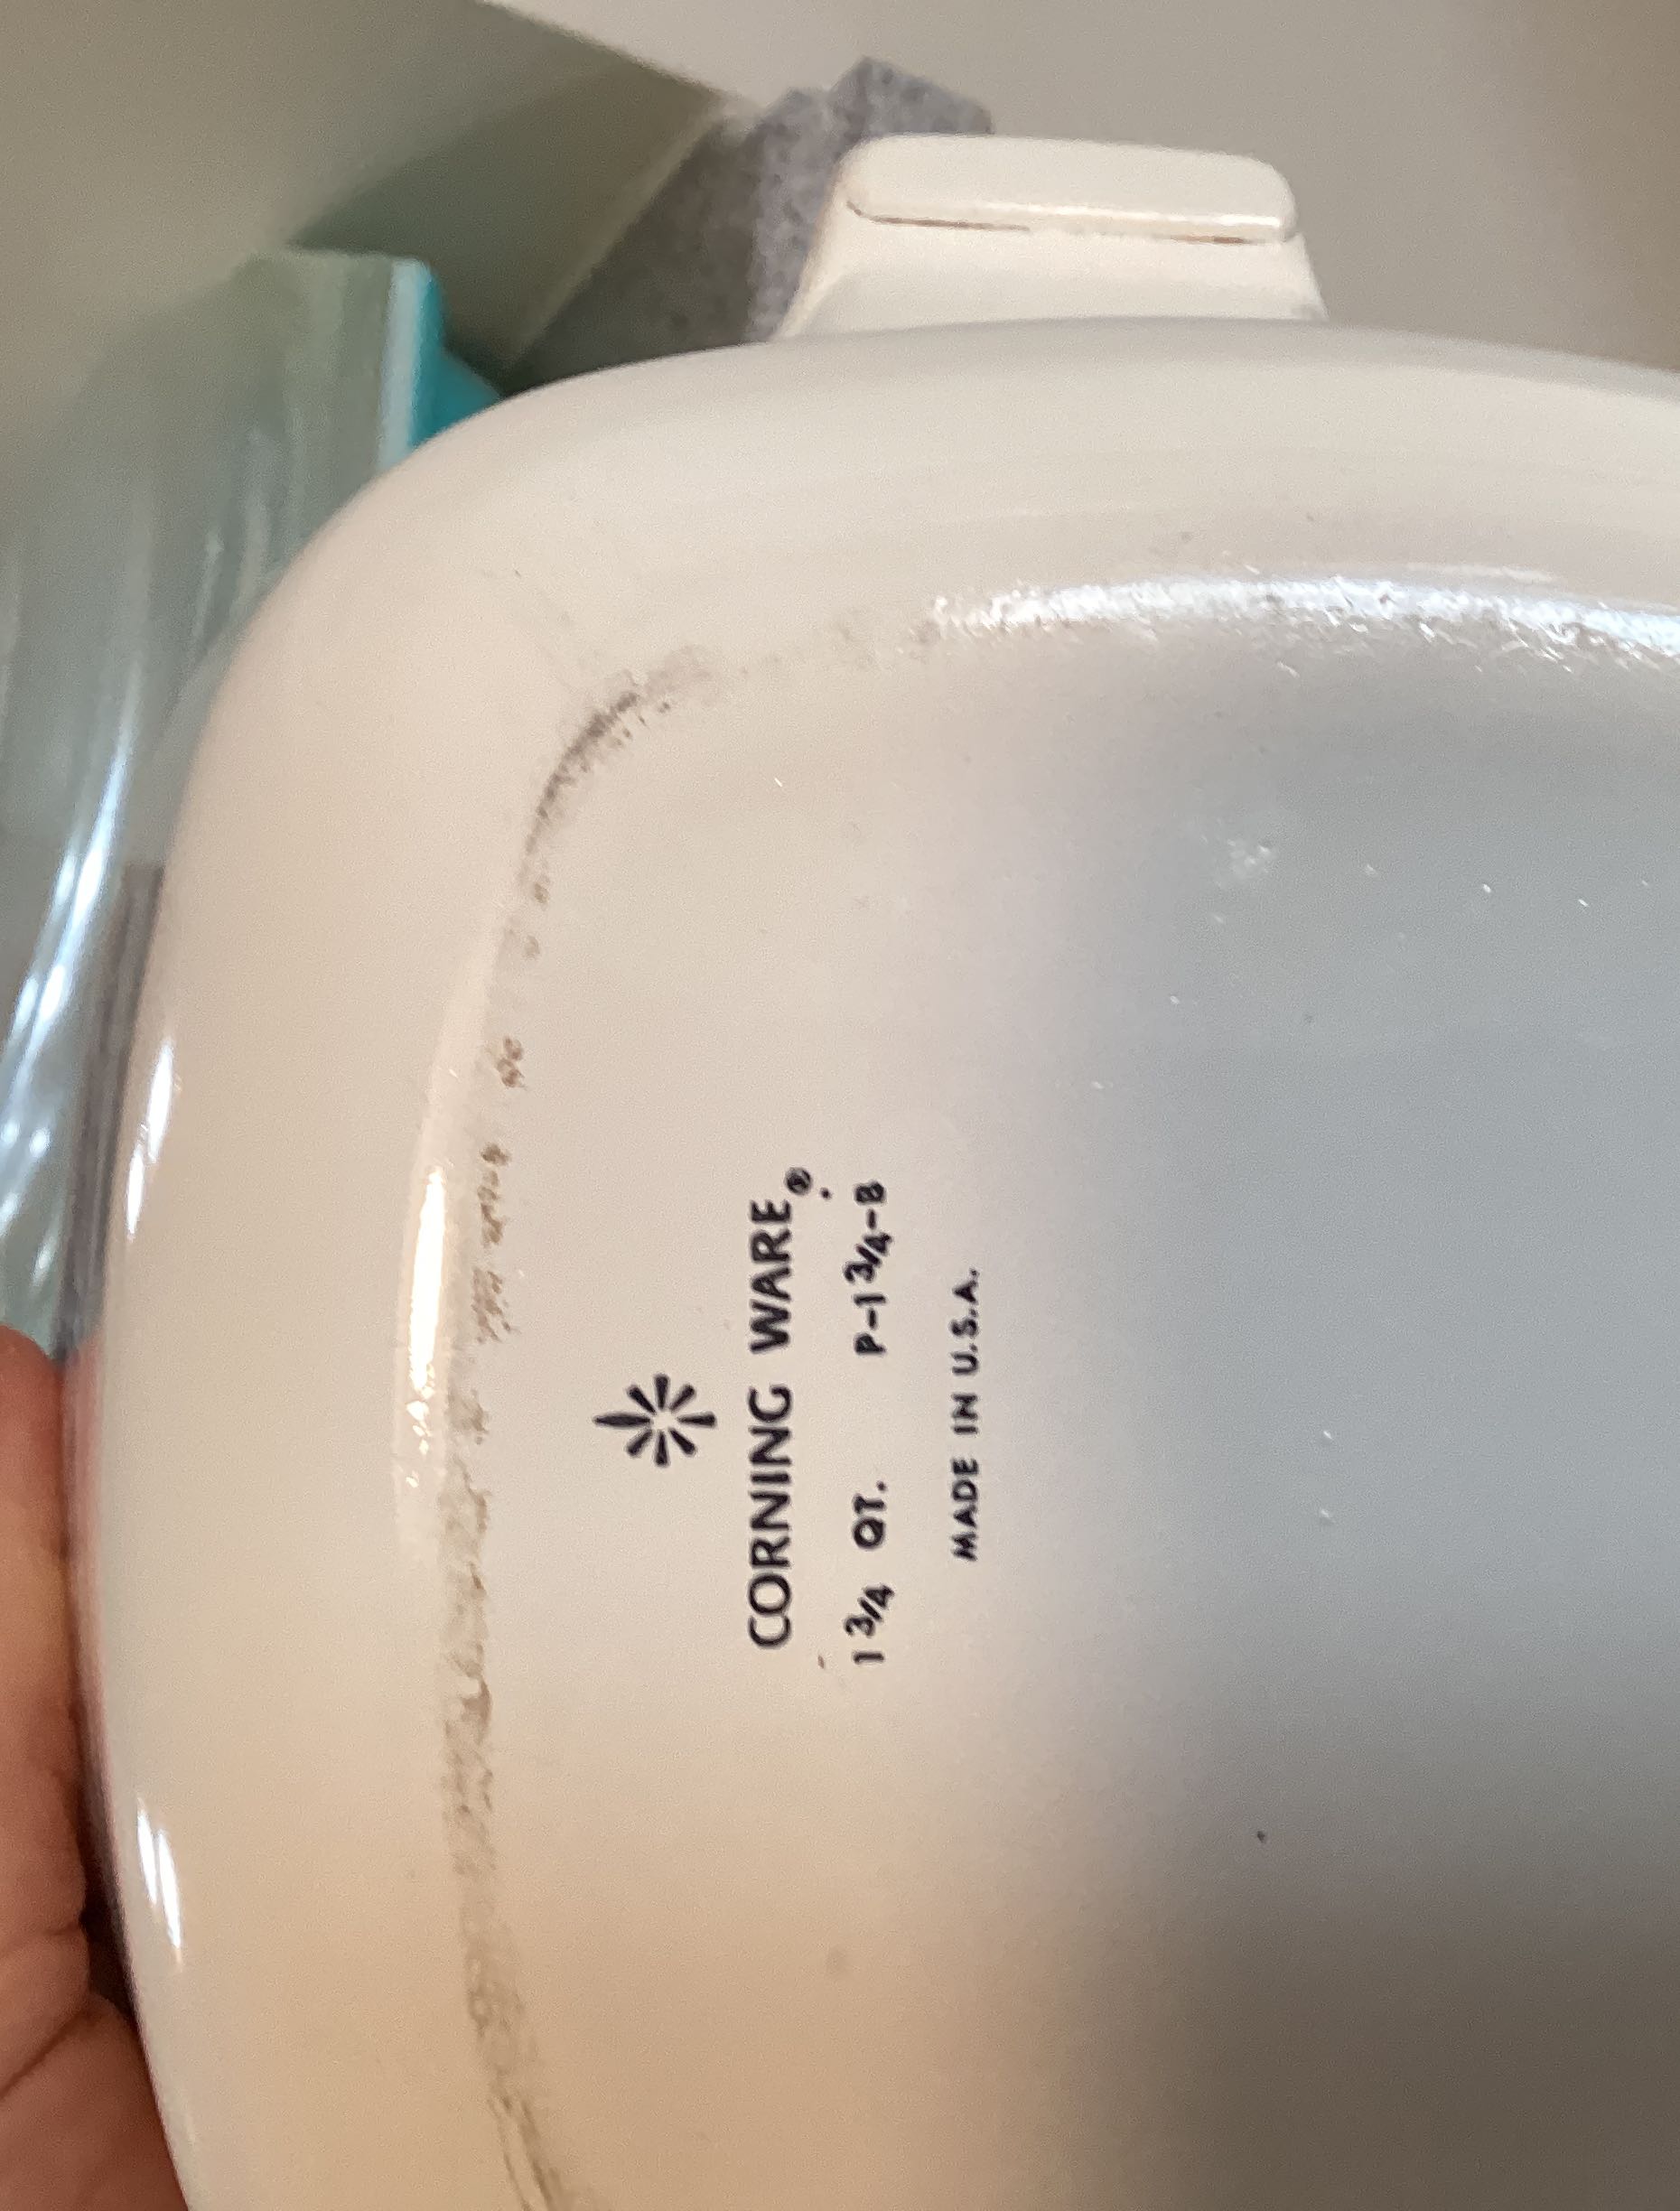 CORNING WARE®
1 3/4 QT. P-1 3/4-B
MADE IN U.S.A.